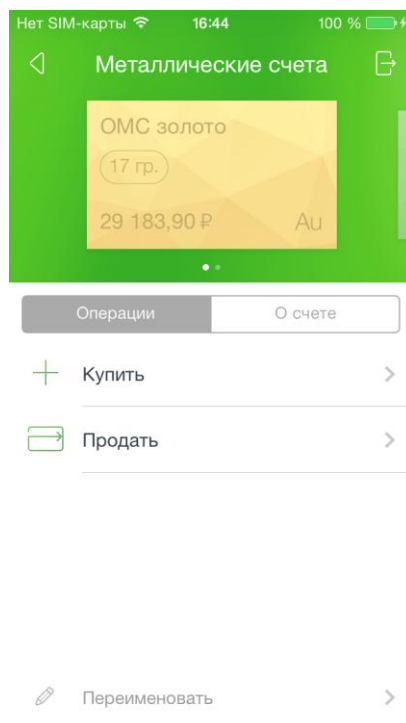 Нет SIM-карты 16:44 100 %
Металлические счета
ОМС золото
17 гр.
29 183,90 ₽ Au
Операции О счете
Купить
Продать
Переименовать